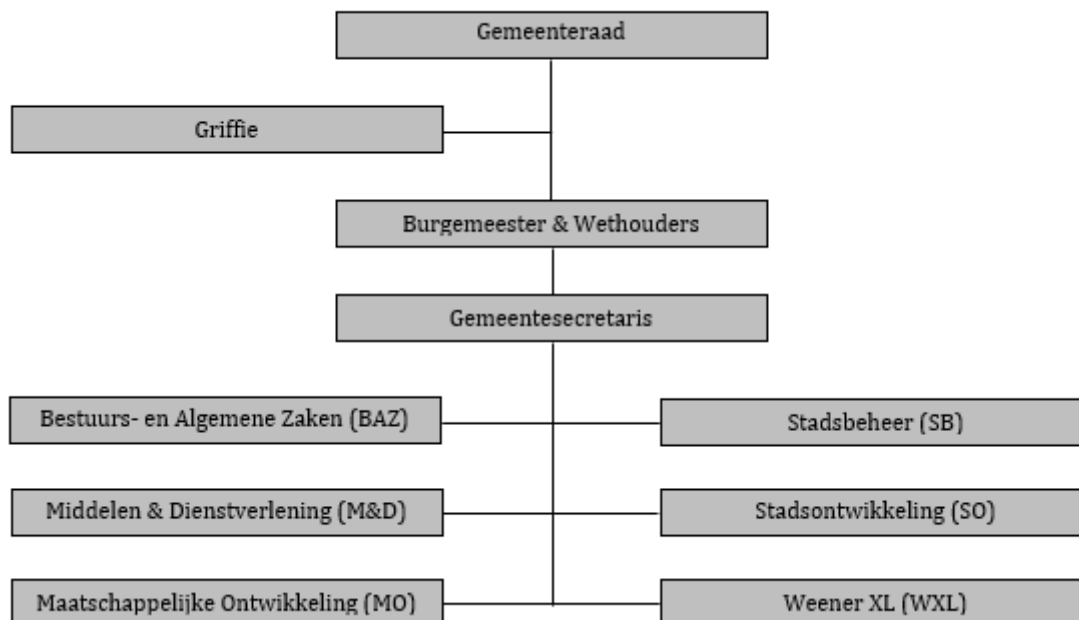 Gemeenteraad
Griffie
Burgemeester & Wethouders
Gemeentesecretaris
Bestuurs- en Algemene Zaken (BAZ)
Stadsbeheer (SB)
Middelen & Dienstverlening (M&D)
Stadsontwikkeling (SO)
Maatschappelijke Ontwikkeling (MO)
Weener XL (WXL)